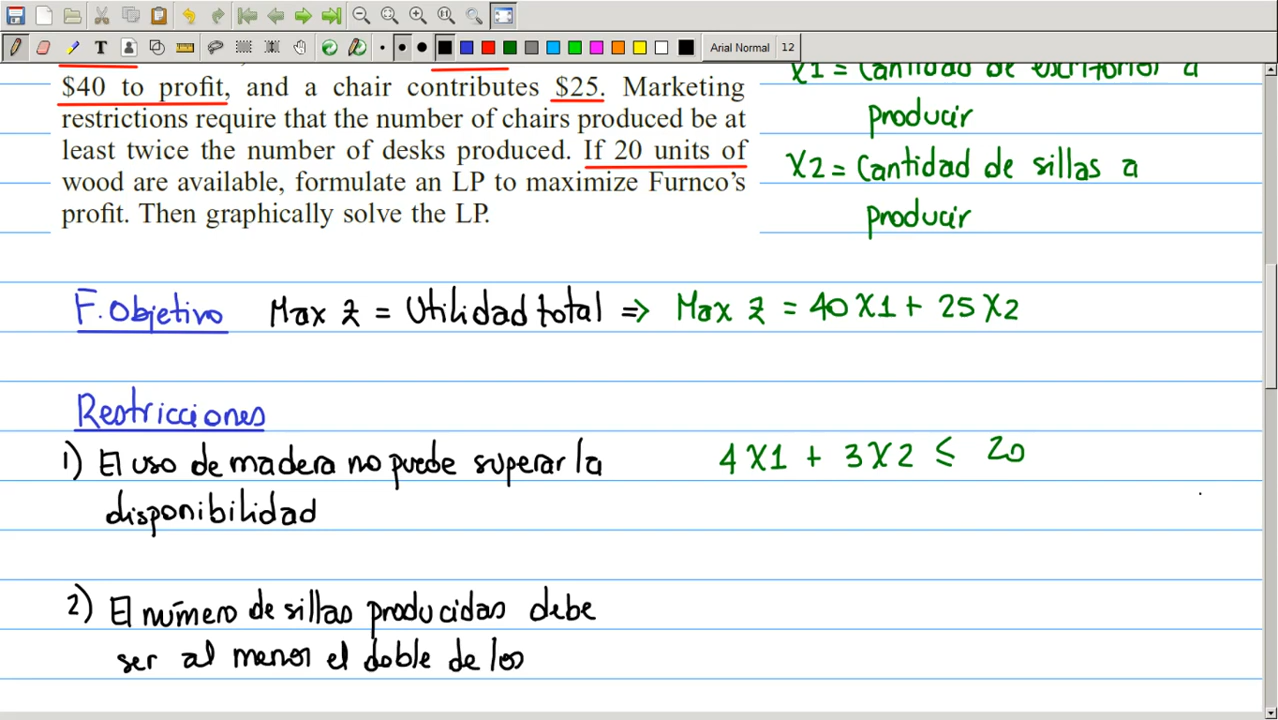 Arial Normal 12
$40 to profit, and a chair contributes $25. Marketing
restrictions require that the number of chairs produced be at
least twice the number of desks produced. If 20 units of
wood are available, formulate an LP to maximize Furnco's
profit. Then graphically solve the LP.
X1 = Cantidad de escritorios a
producir
X2 = Cantidad de sillas a
producir
F. Objetivo Max Z = Utilidad total ⇒ Max Z = 40X1 + 25X2
Restricciones
1) El uso de madera no puede superar la 4X1 + 3X2 ≤ 20
disponibilidad
2) El número de sillas producidas debe
ser al menos el doble de los